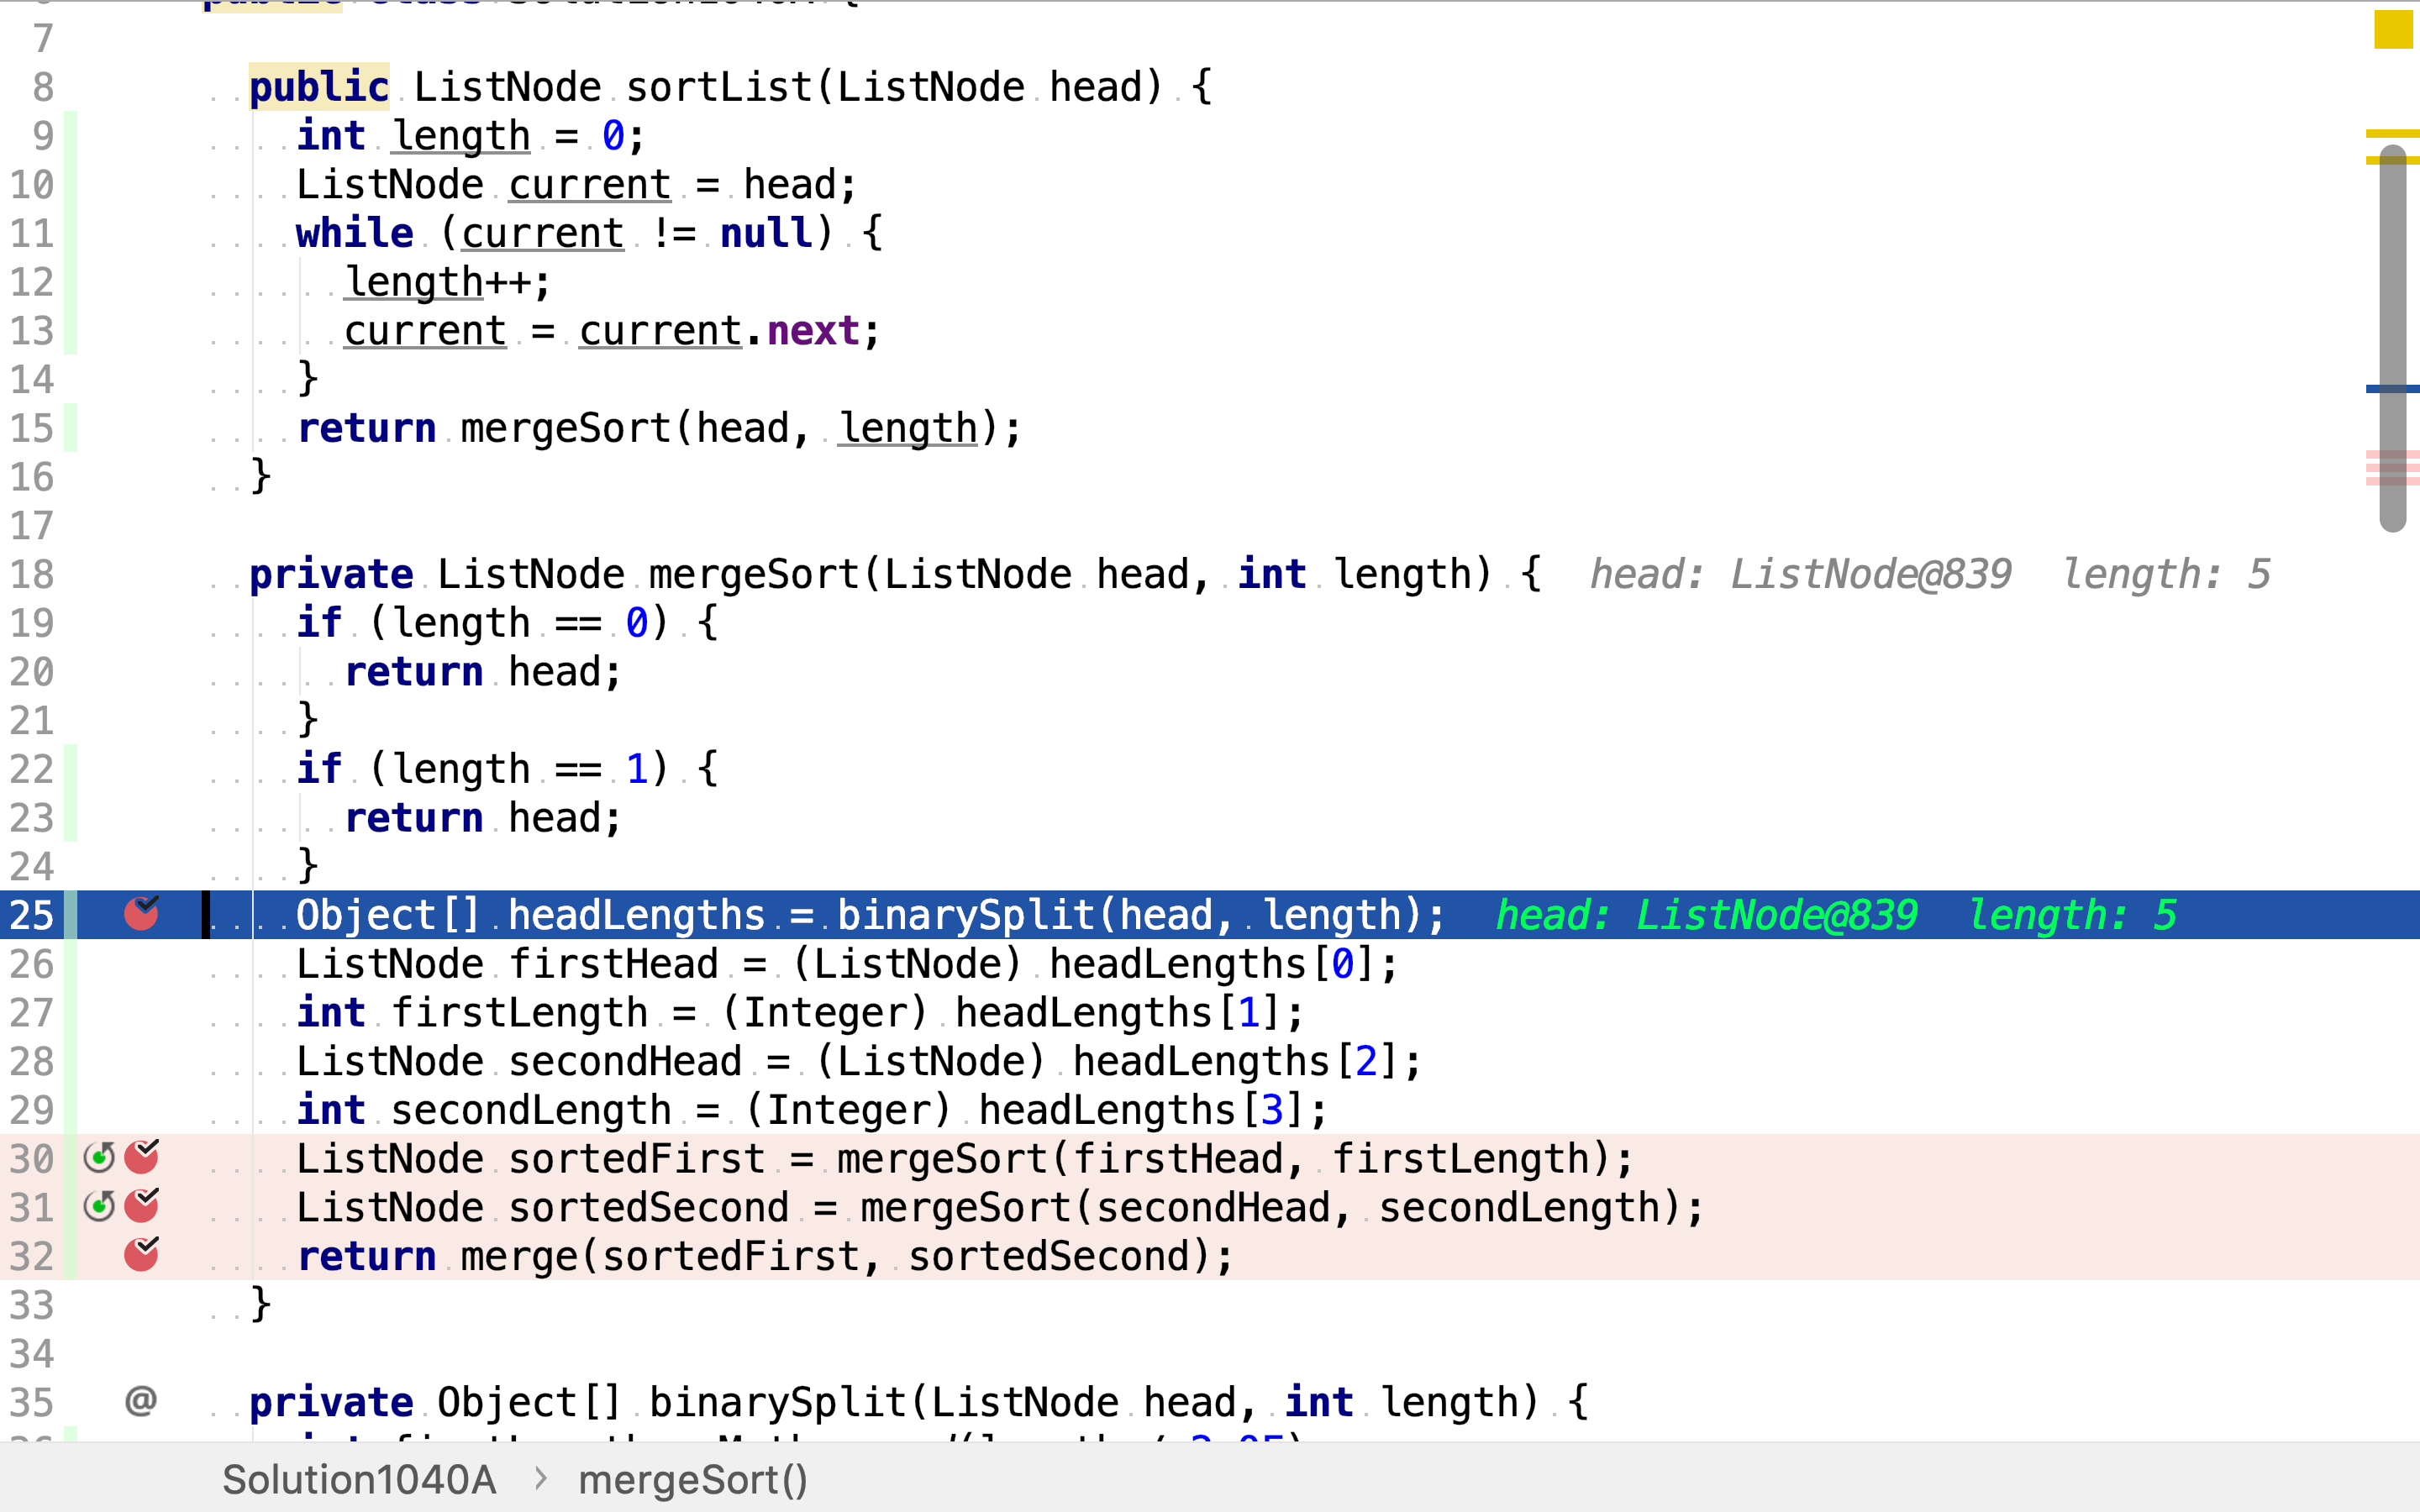 7
8 public ListNode sortList(ListNode head) {
9 int length = 0;
10 ListNode current = head;
11 while (current != null) {
12 length++;
13 current = current.next;
14 }
15 return mergeSort(head, length);
16 }
17
18 private ListNode mergeSort(ListNode head, int length) { head: ListNode@839 length: 5
19 if (length == 0) {
20 return head;
21 }
22 if (length == 1) {
23 return head;
24 }
25 Object[] headLengths = binarySplit(head, length); head: ListNode@839 length: 5
26 ListNode firstHead = (ListNode) headLengths[0];
27 int firstLength = (Integer) headLengths[1];
28 ListNode secondHead = (ListNode) headLengths[2];
29 int secondLength = (Integer) headLengths[3];
30 ListNode sortedFirst = mergeSort(firstHead, firstLength);
31 ListNode sortedSecond = mergeSort(secondHead, secondLength);
32 return merge(sortedFirst, sortedSecond);
33 }
34
35 @ private Object[] binarySplit(ListNode head, int length) {
Solution1040A > mergeSort()